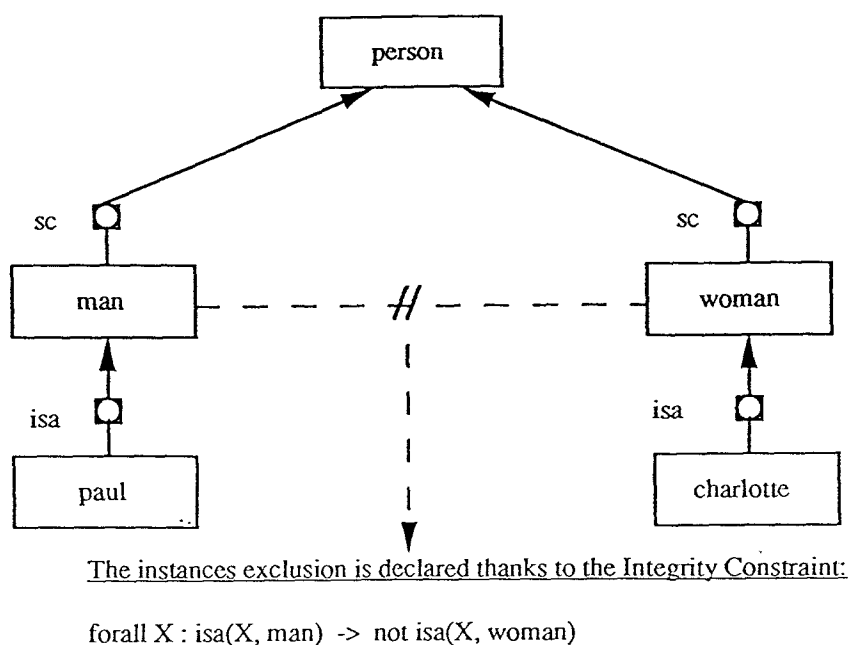 person
sc
sc
man
woman
isa
isa
paul
charlotte
The instances exclusion is declared thanks to the Integrity Constraint:
forall X : isa(X, man) -> not isa(X, woman)